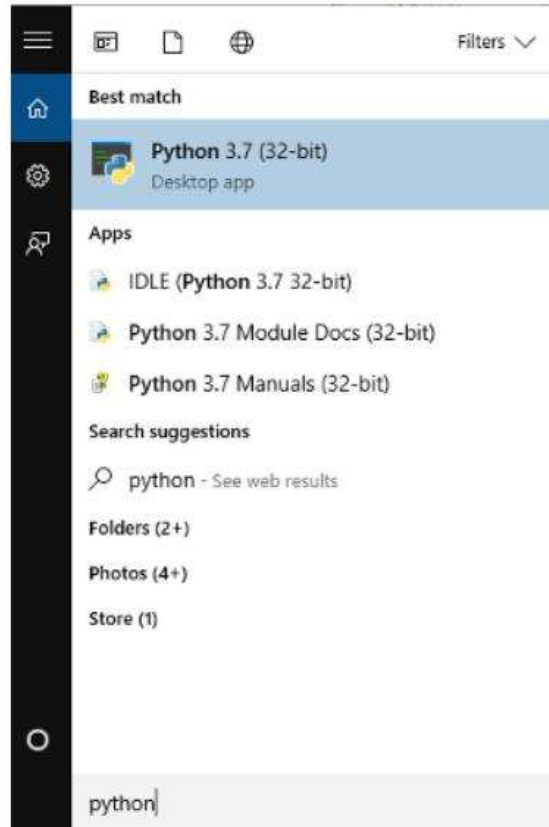 Filters
Best match
Python 3.7 (32-bit)
Desktop app
Apps
IDLE (Python 3.7 32-bit)
Python 3.7 Module Docs (32-bit)
Python 3.7 Manuals (32-bit)
Search suggestions
python - See web results
Folders (2+)
Photos (4+)
Store (1)
python